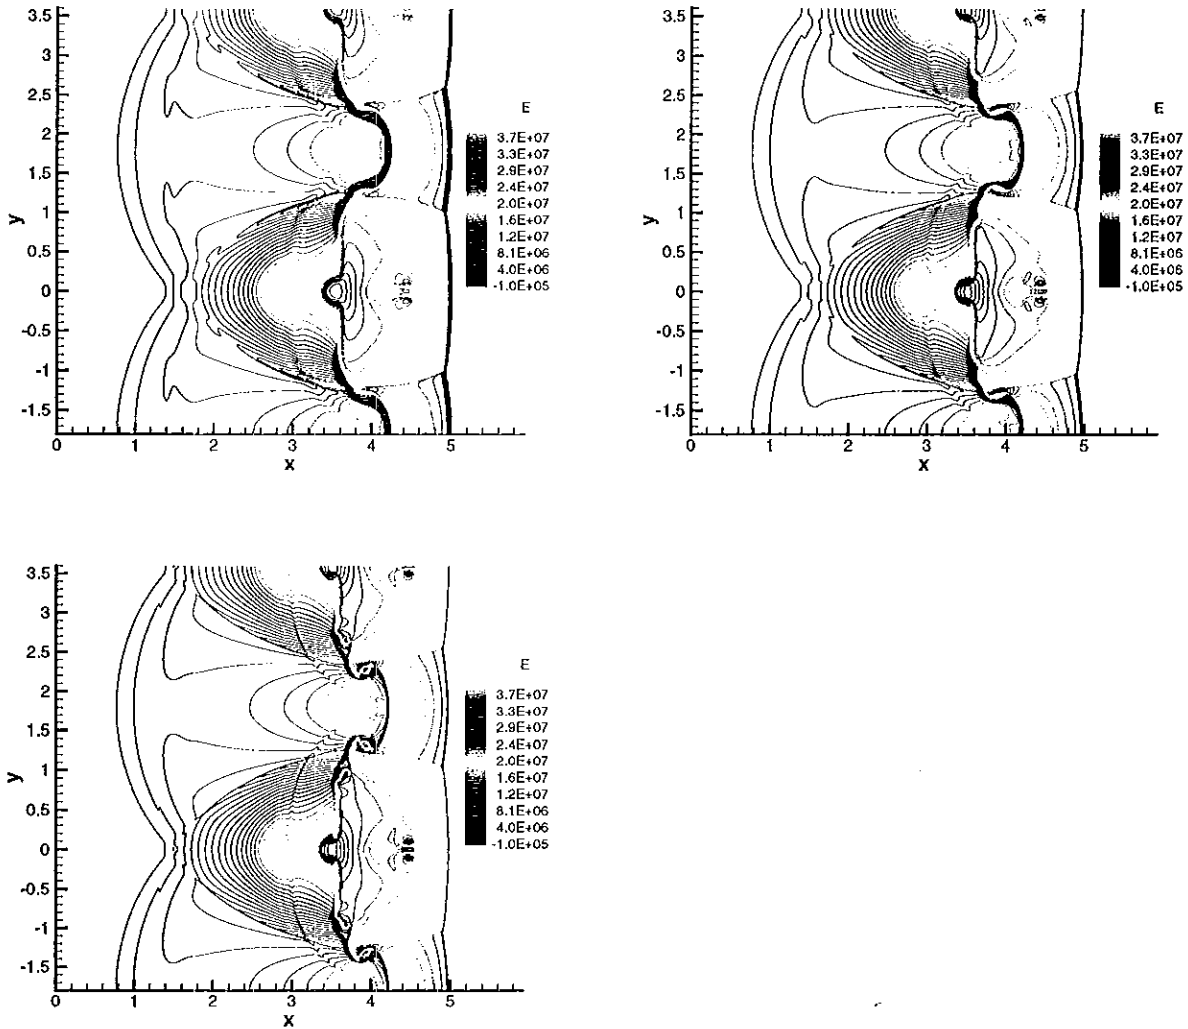 3.5
3
2.5
2
1.5
1
0.5
0
-0.5
-1
-1.5
y
0
1
2
3
4
5
x
E
3.7E+07
3.3E+07
2.9E+07
2.4E+07
2.0E+07
1.6E+07
1.2E+07
8.1E+06
4.0E+06
-1.0E+05
3.5
3
2.5
2
1.5
1
0.5
0
-0.5
-1
-1.5
y
0
1
2
3
4
5
x
E
3.7E+07
3.3E+07
2.9E+07
2.4E+07
2.0E+07
1.6E+07
1.2E+07
8.1E+06
4.0E+06
-1.0E+05
3.5
3
2.5
2
1.5
1
0.5
0
-0.5
-1
-1.5
y
0
1
2
3
4
5
x
E
3.7E+07
3.3E+07
2.9E+07
2.4E+07
2.0E+07
1.6E+07
1.2E+07
8.1E+06
4.0E+06
-1.0E+05